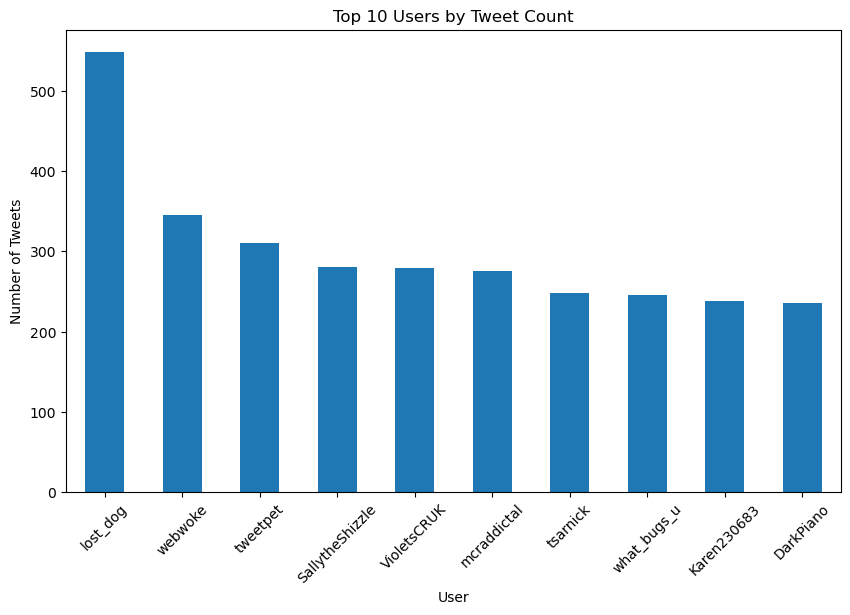 Top 10 Users by Tweet Count
Number of Tweets
500
400
300
200
100
0
lost_dog
webwoke
tweetpet
SallytheShizzle
VioletsCRUK
mcraddictal
tsarnick
what_bugs_u
Karen230683
DarkPiano
User